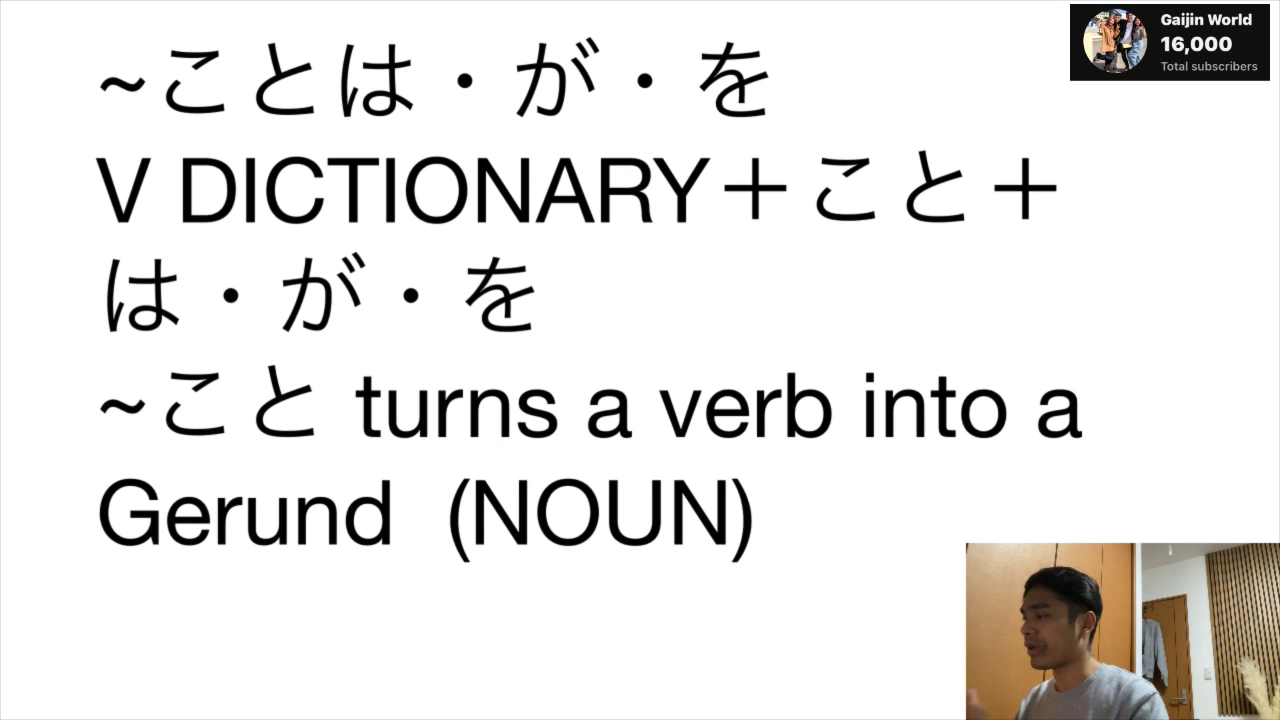 ~ことは・が・を
V DICTIONARY＋こと＋
は・が・を
~こと turns a verb into a
Gerund (NOUN)
Gaijin World
16,000
Total subscribers